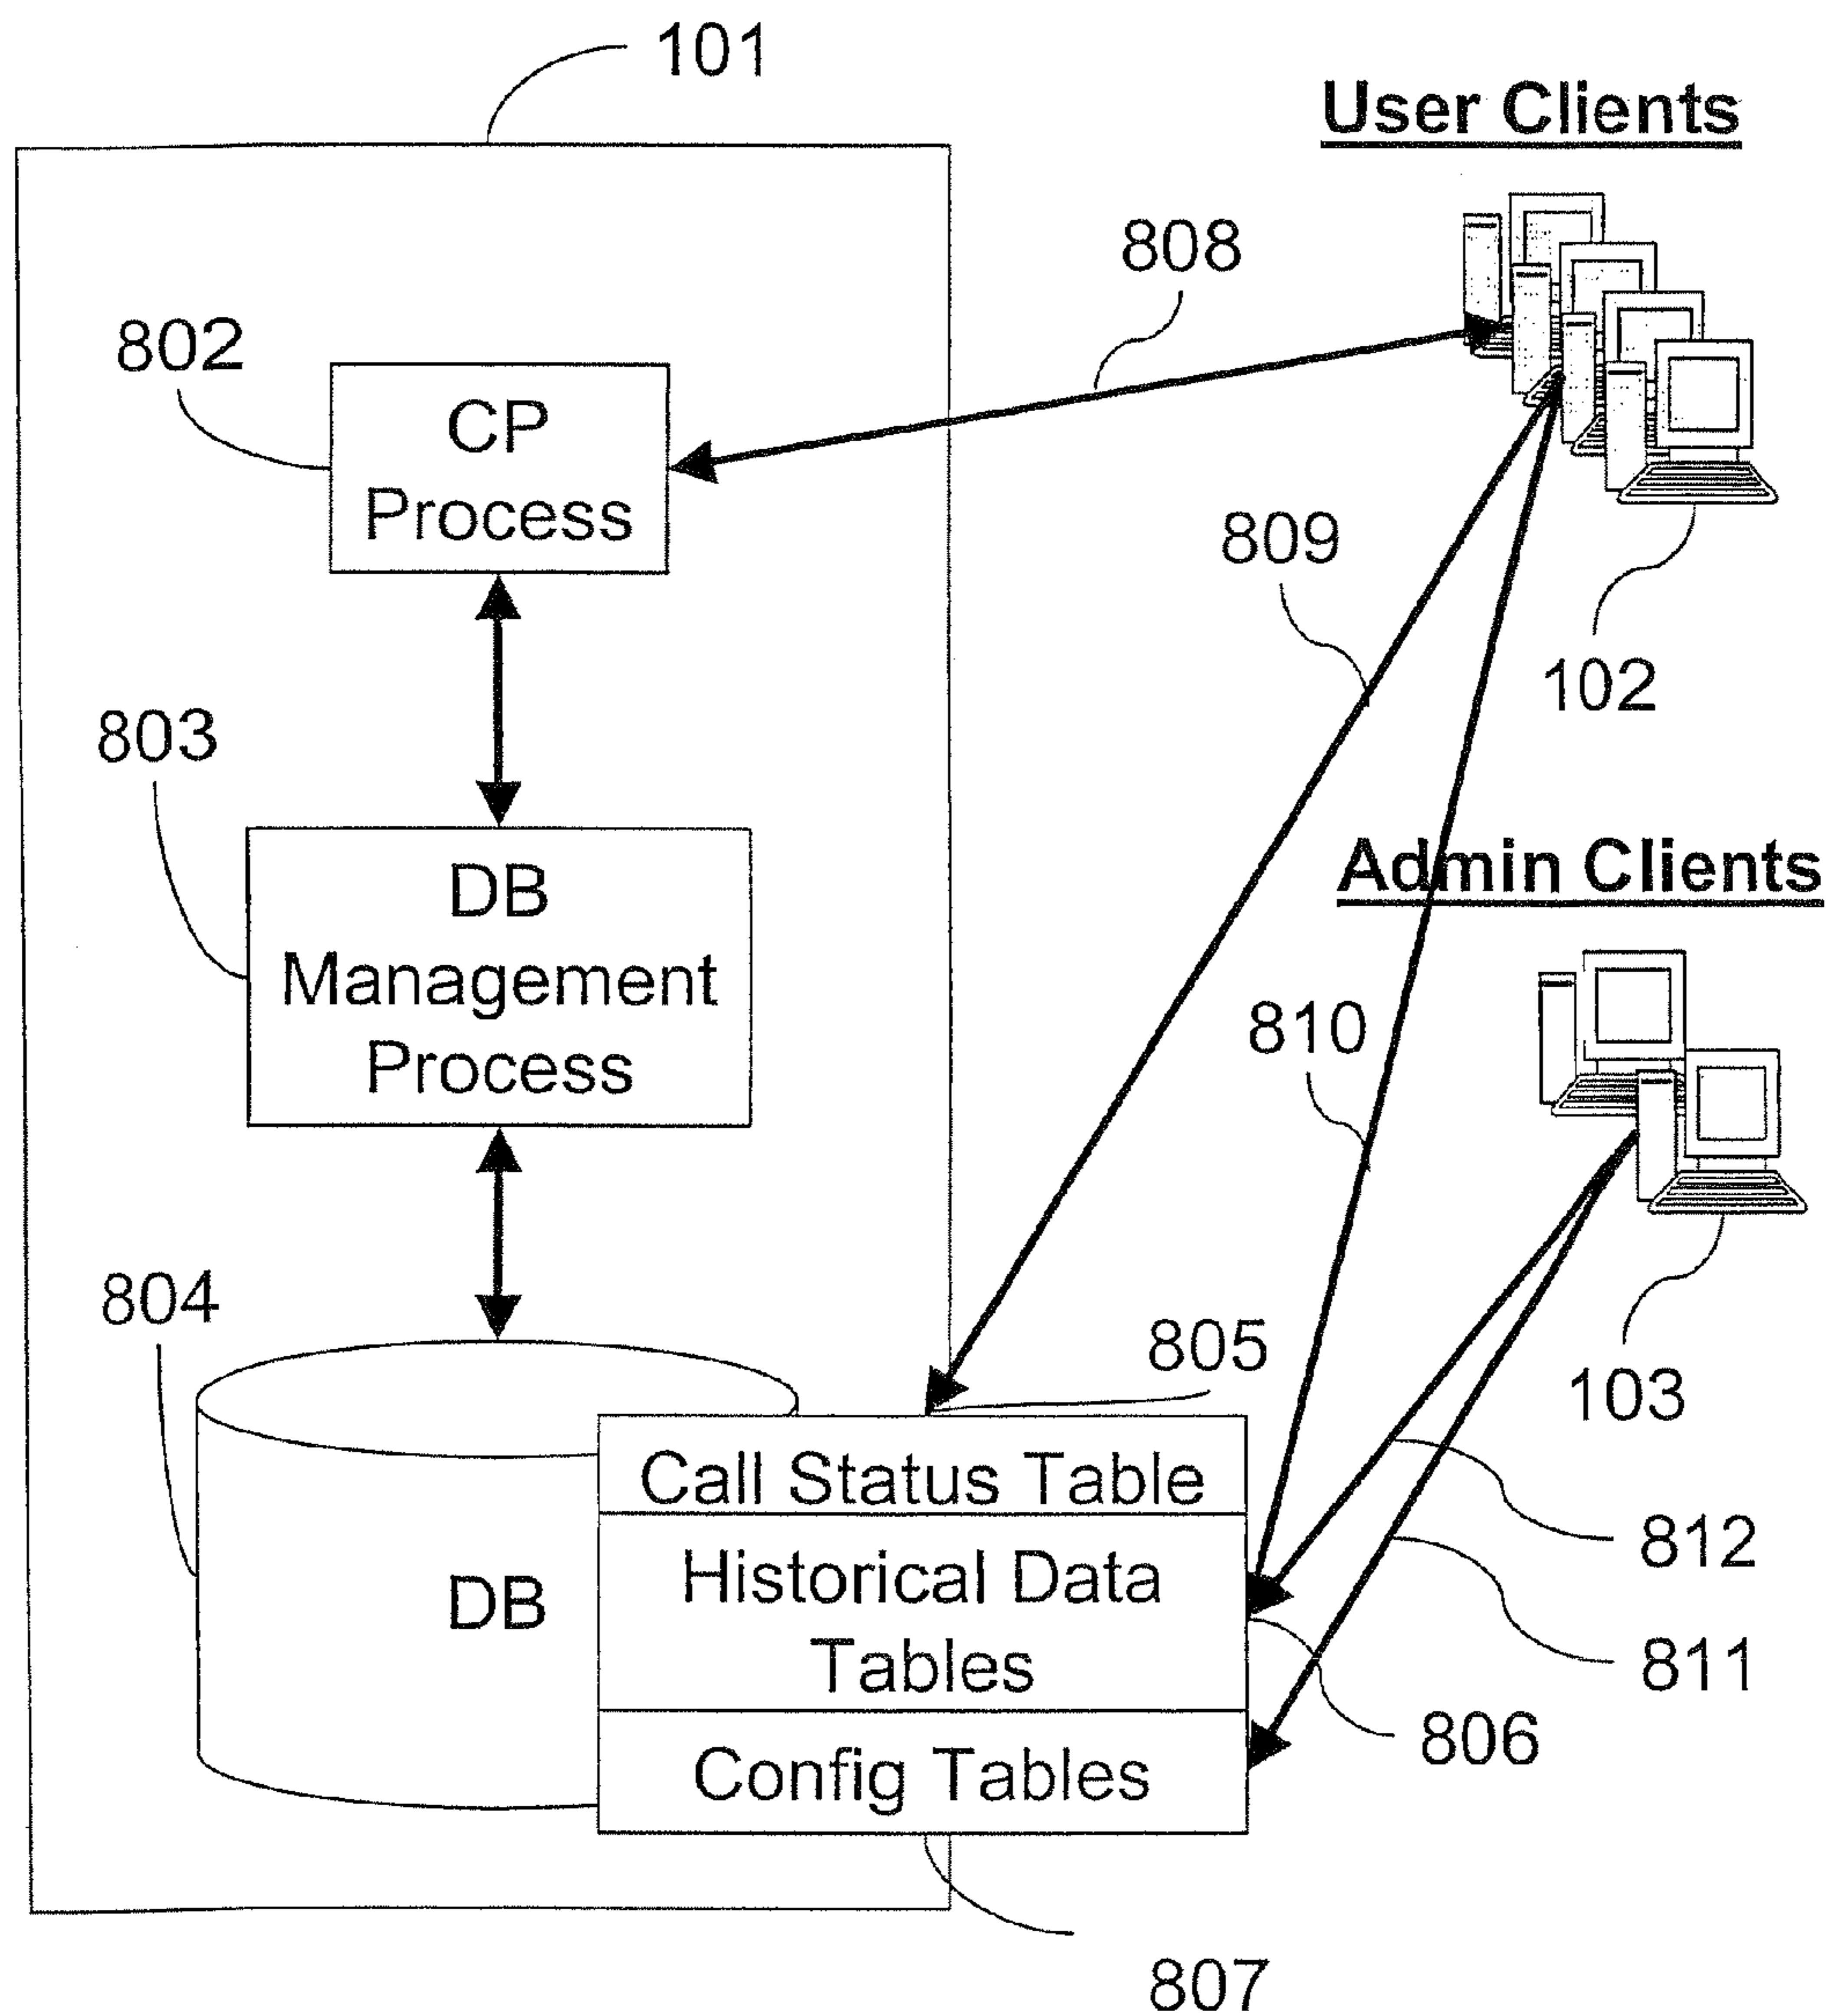 101
User Clients
808
802
CP
Process
809
102
803
DB
Management
Process
Admin Clients
810
804
805
103
Call Status Table
812
Historical Data
Tables
DB
811
806
Config Tables
807